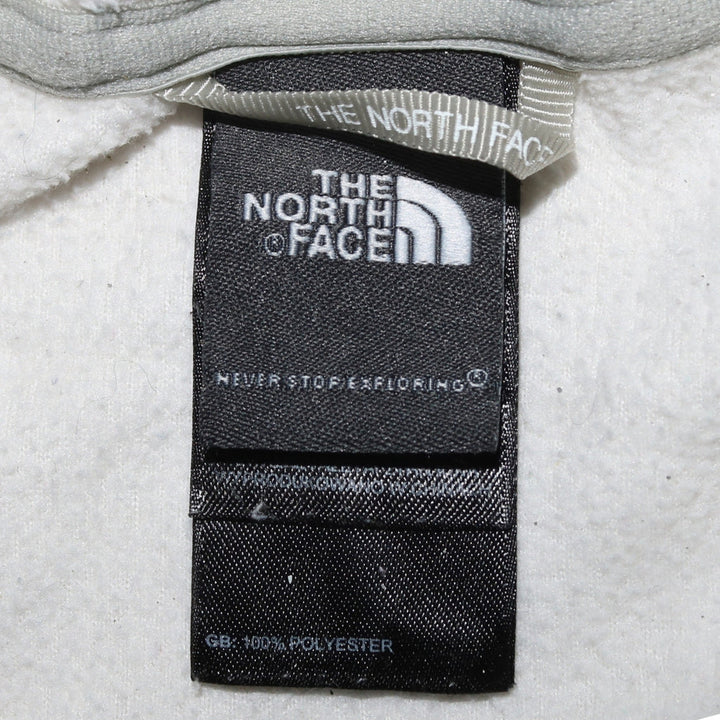 THE NORTH FACE
THE
NORTH
®FACE
NEVER STOP EXPLORING®
GB: 100% POLYESTER